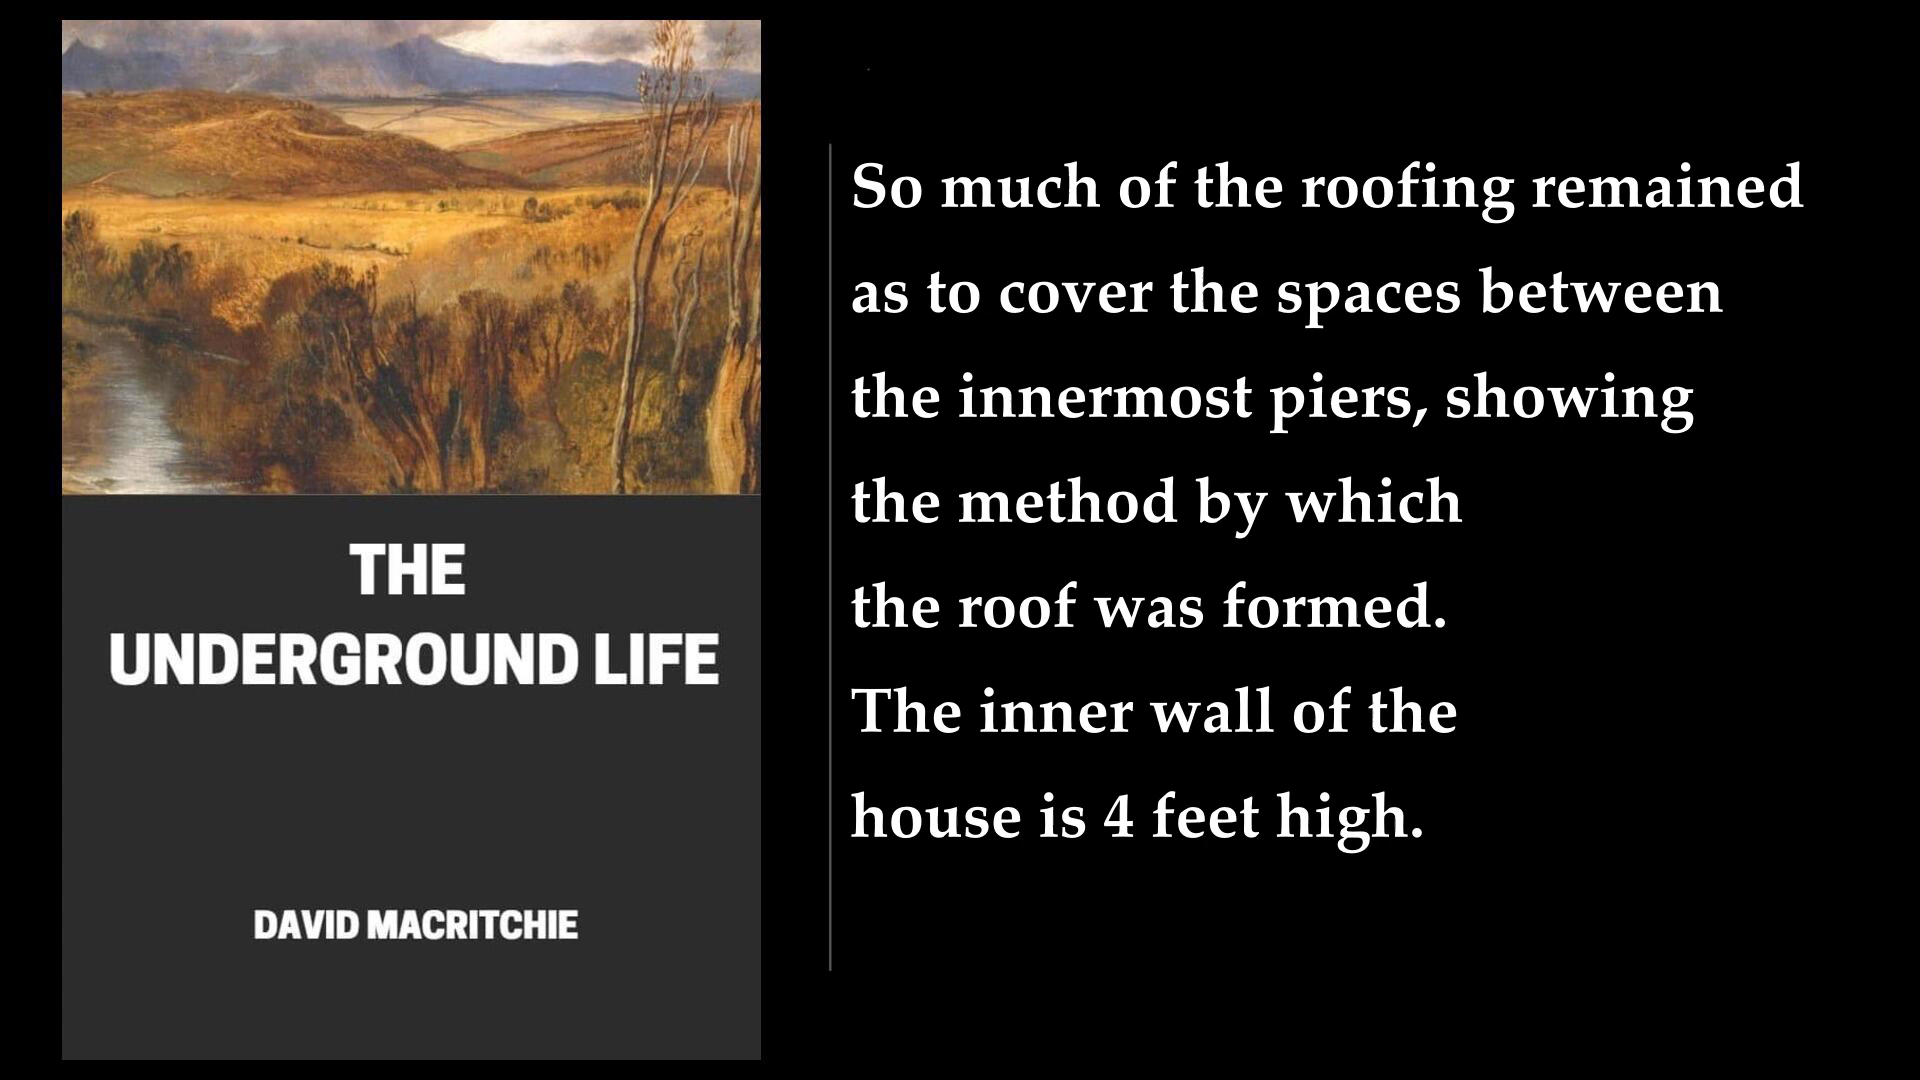 THE
UNDERGROUND LIFE
DAVID MACRITCHIE
So much of the roofing remained
as to cover the spaces between
the innermost piers, showing
the method by which
the roof was formed.
The inner wall of the
house is 4 feet high.